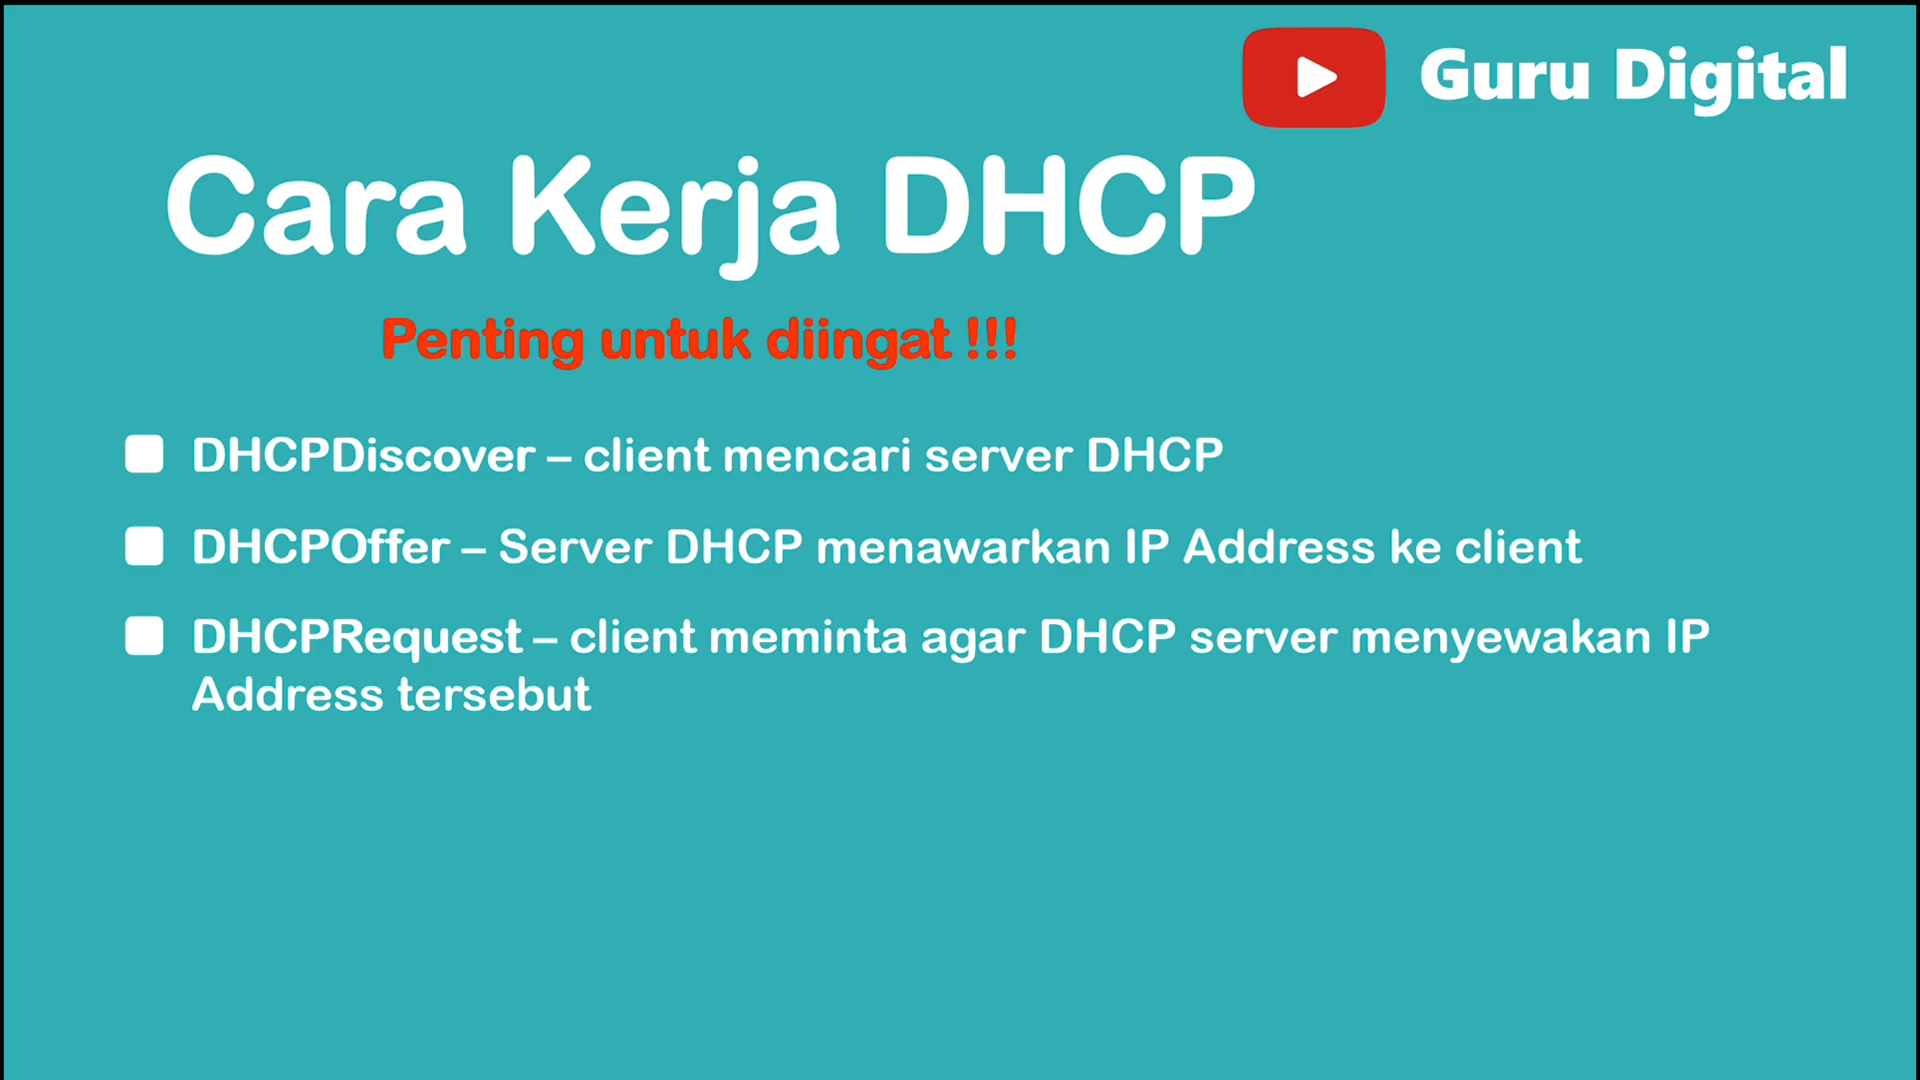 Guru Digital
Cara Kerja DHCP
Penting untuk diingat !!!
DHCPDiscover – client mencari server DHCP
DHCPOffer – Server DHCP menawarkan IP Address ke client
DHCPRequest – client meminta agar DHCP server menyewakan IP
Address tersebut